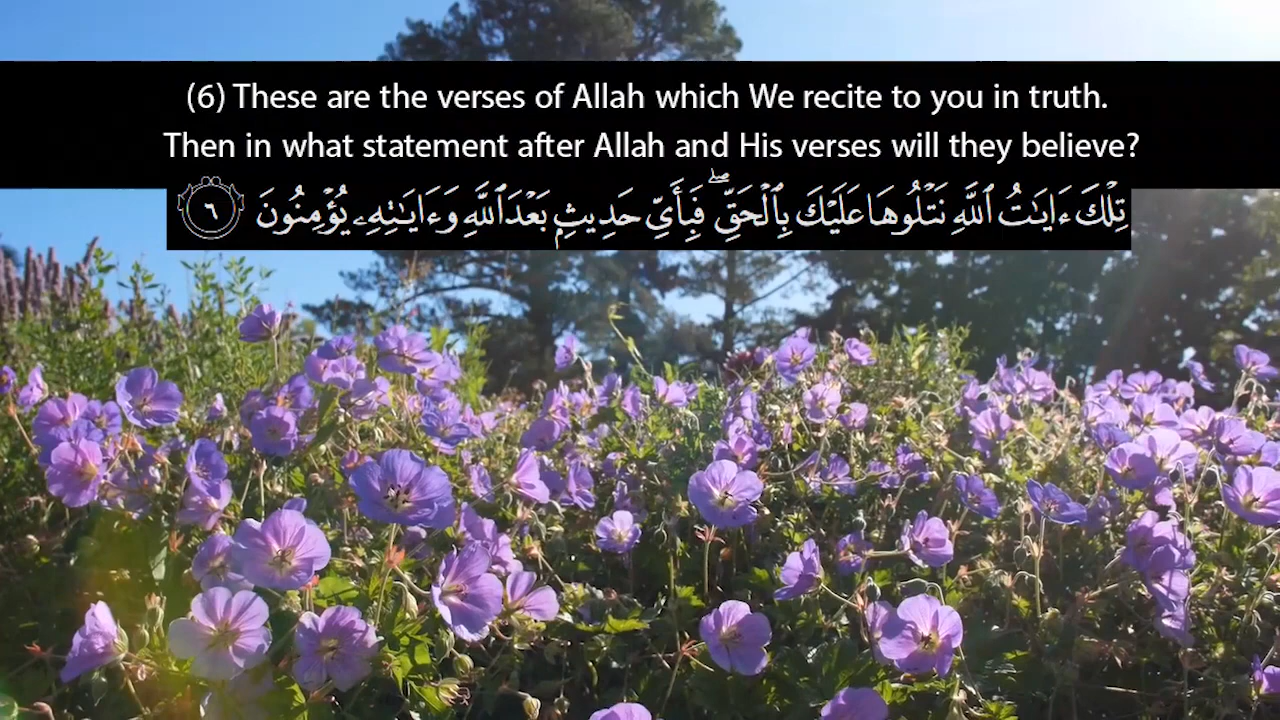 (6) These are the verses of Allah which We recite to you in truth.
Then in what statement after Allah and His verses will they believe?
تِلْكَ ءَايَـٰتُ ٱللَّهِ نَتْلُوهَا عَلَيْكَ بِٱلْحَقِّ ۖ فَبِأَيِّ حَدِيثٍۭ بَعْدَ ٱللَّهِ وَءَايَـٰتِهِۦ يُؤْمِنُونَ ٦